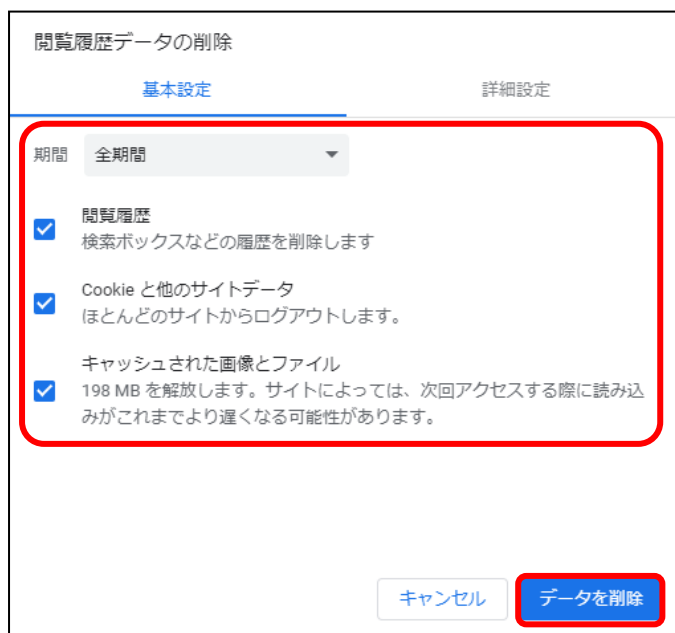 閲覧履歴データの削除
基本設定 詳細設定
期間 全期間
閲覧履歴
検索ボックスなどの履歴を削除します
Cookie と他のサイトデータ
ほとんどのサイトからログアウトします。
キャッシュされた画像とファイル
198 MB を解放します。サイトによっては、次回アクセスする際に読み込
みがこれまでより遅くなる可能性があります。
キャンセル データを削除